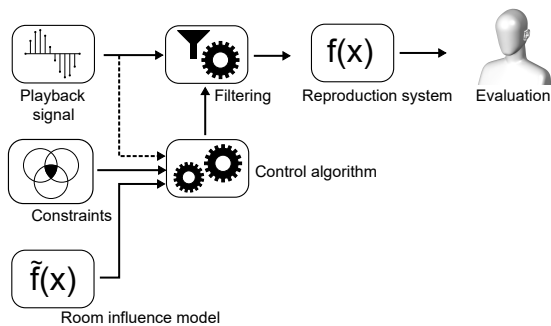 f(x)
Playback
signal
Filtering
Reproduction system
Evaluation
Control algorithm
Constraints
f̃(x)
Room influence model